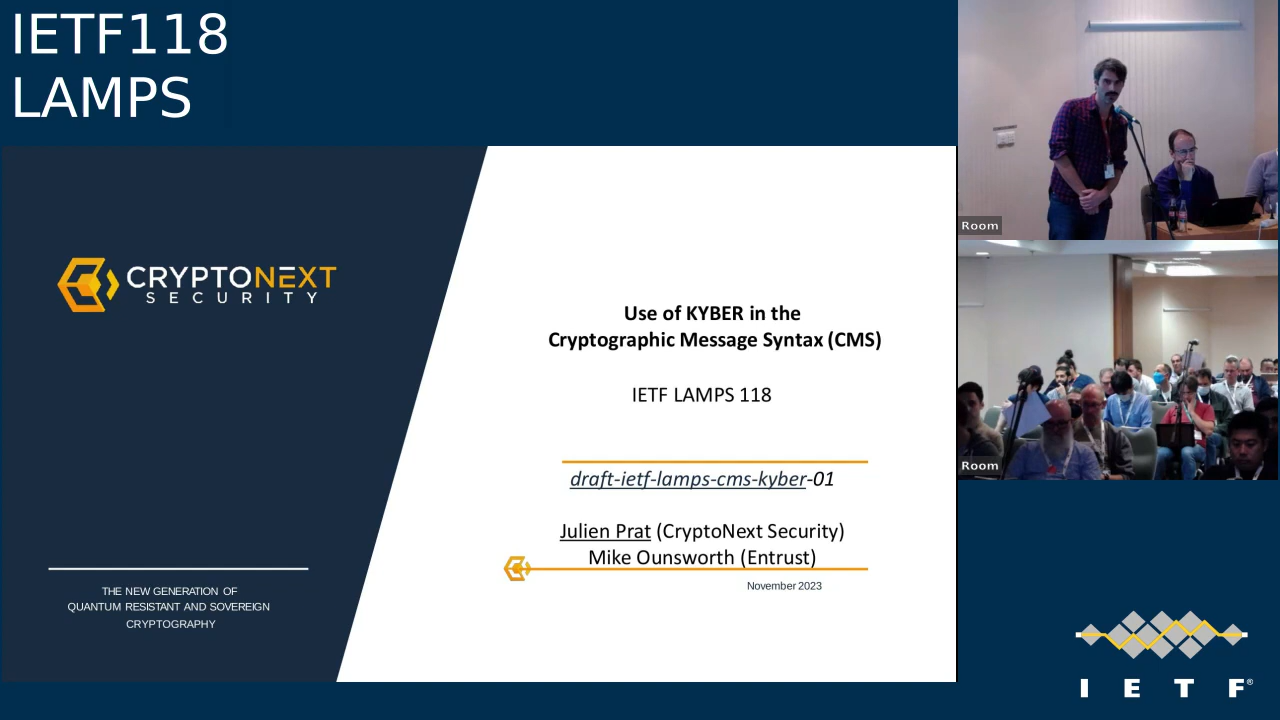 IETF118
LAMPS
CRYPTONEXT
SECURITY
THE NEW GENERATION OF
QUANTUM RESISTANT AND SOVEREIGN
CRYPTOGRAPHY
Use of KYBER in the
Cryptographic Message Syntax (CMS)
IETF LAMPS 118
draft-ietf-lamps-cms-kyber-01
Julien Prat (CryptoNext Security)
Mike Ounsworth (Entrust)
November 2023
Room
Room
I E T F®